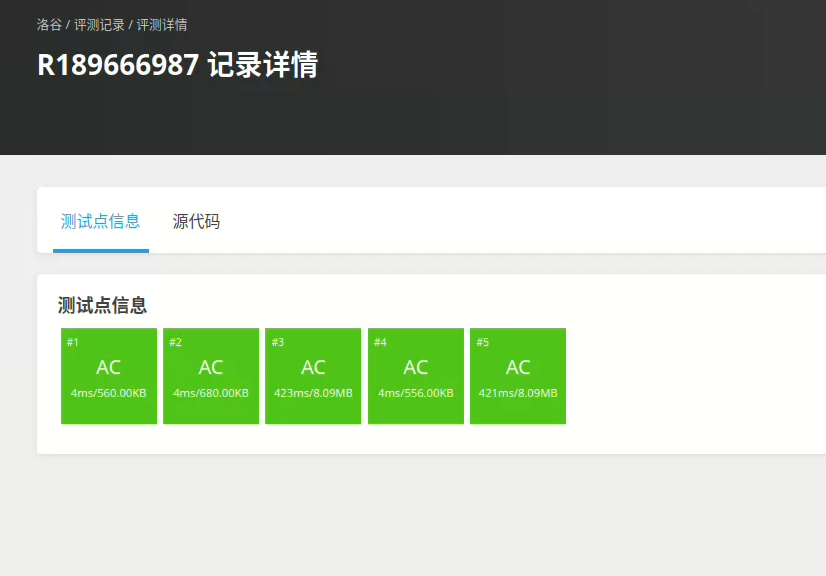 洛谷 / 评测记录 / 评测详情
R189666987 记录详情
测试点信息 源代码
测试点信息
#1 #2 #3 #4 #5
AC AC AC AC AC
4ms/560.00KB 4ms/680.00KB 423ms/8.09MB 4ms/556.00KB 421ms/8.09MB